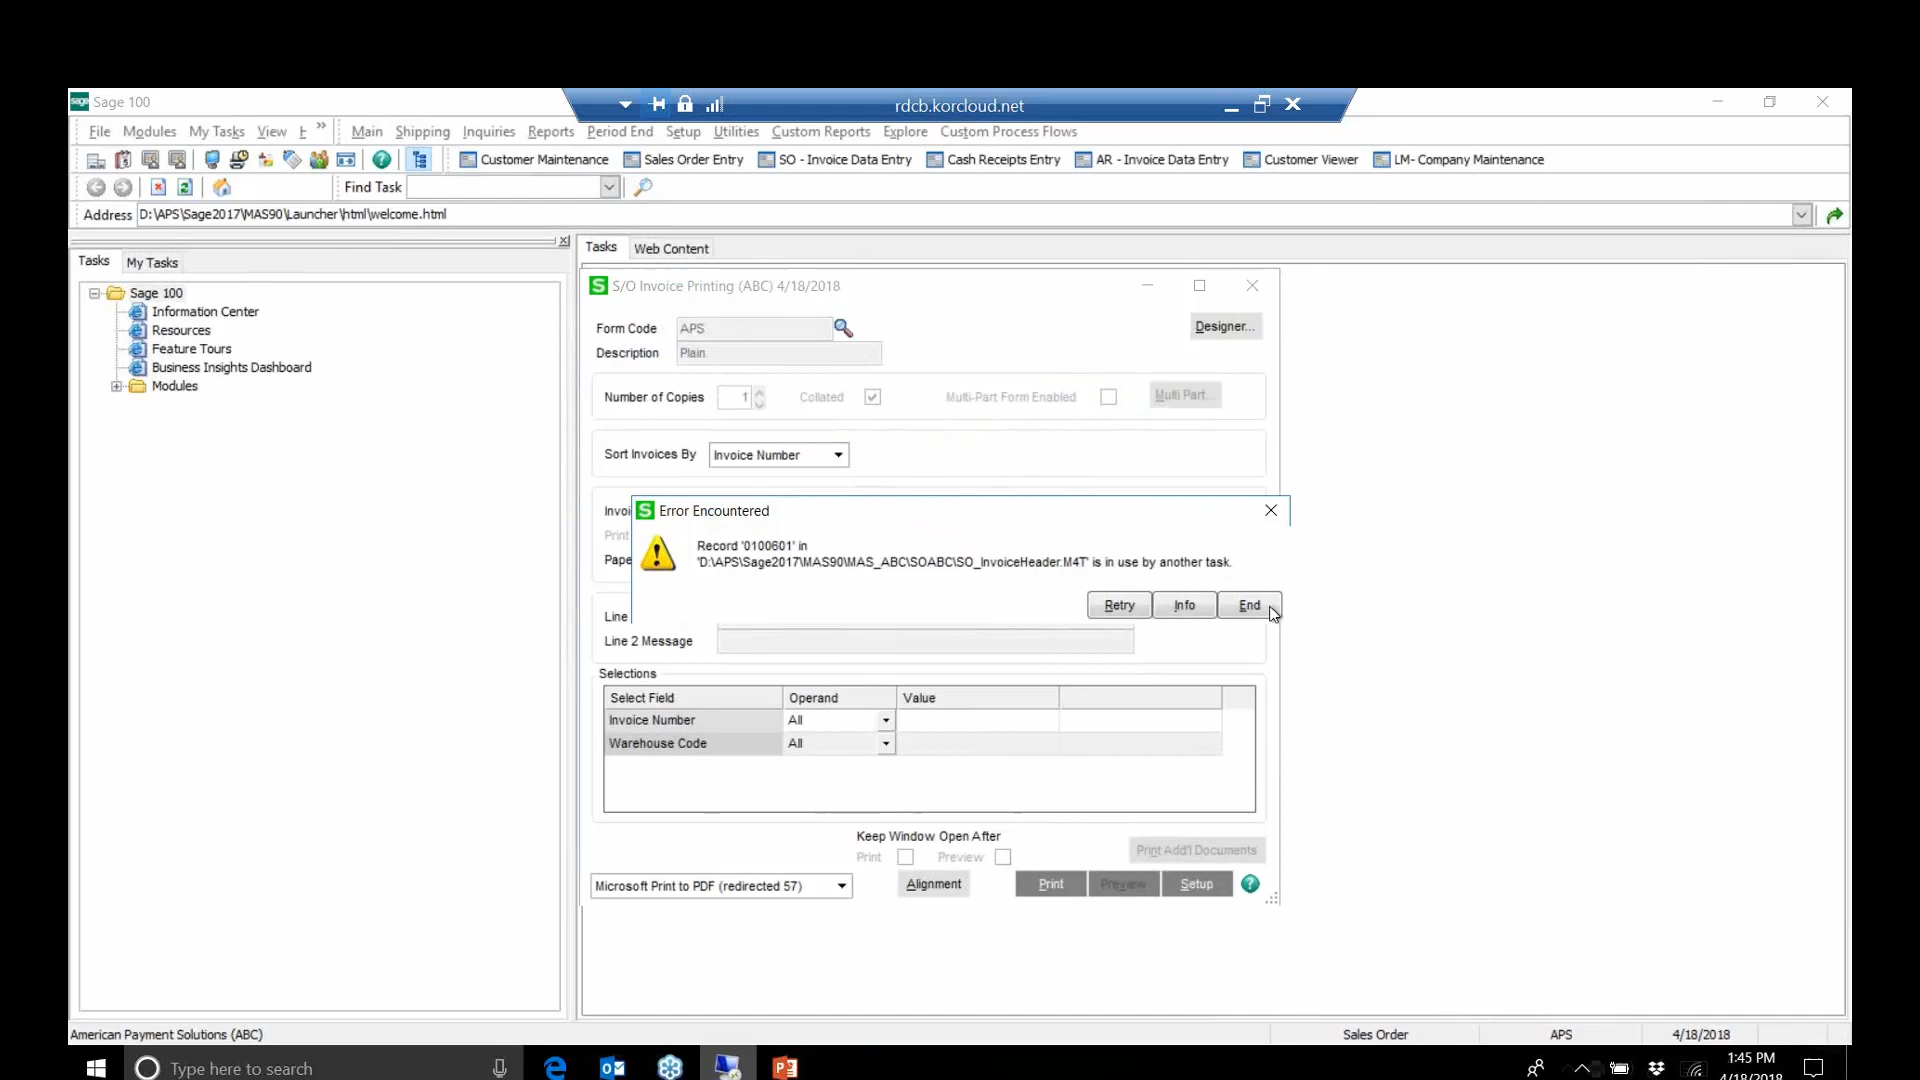 rdcb.korcloud.net
sage Sage 100
File Modules My Tasks View » Main Shipping Inquiries Reports Period End Setup Utilities Custom Reports Explore Custom Process Flows
Customer Maintenance Sales Order Entry SO - Invoice Data Entry Cash Receipts Entry AR - Invoice Data Entry Customer Viewer LM- Company Maintenance
Find Task
Address D:\APS\Sage2017\MAS90\Launcher\html\welcome.html
Tasks My Tasks
Sage 100
Information Center
Resources
Feature Tours
Business Insights Dashboard
Modules
Tasks Web Content
S S/O Invoice Printing (ABC) 4/18/2018
Form Code APS Designer...
Description Plain
Number of Copies 1 Collated Multi-Part Form Enabled Multi Part...
Sort Invoices By Invoice Number
Invoi
Print
Pape
S Error Encountered
Record '0100601' in
'D:\APS\Sage2017\MAS90\MAS_ABC\SOABC\SO_InvoiceHeader.M4T' is in use by another task.
Retry Info End
Line
Line 2 Message
Selections
Select Field Operand Value
Invoice Number All
Warehouse Code All
Keep Window Open After
Print Preview Print Add'l Documents
Microsoft Print to PDF (redirected 57) Alignment Print Preview Setup
American Payment Solutions (ABC) Sales Order APS 4/18/2018
Type here to search 1:45 PM
4/18/2018